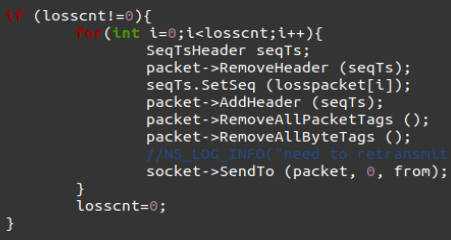 if (losscnt!=0){
for(int i=0;i<losscnt;i++){
SeqTsHeader seqTs;
packet->RemoveHeader (seqTs);
seqTs.SetSeq (losspacket[i]);
packet->AddHeader (seqTs);
packet->RemoveAllPacketTags ();
packet->RemoveAllByteTags ();
//NS_LOG_INFO("need to retransmit
socket->SendTo (packet, 0, from);
}
losscnt=0;
}